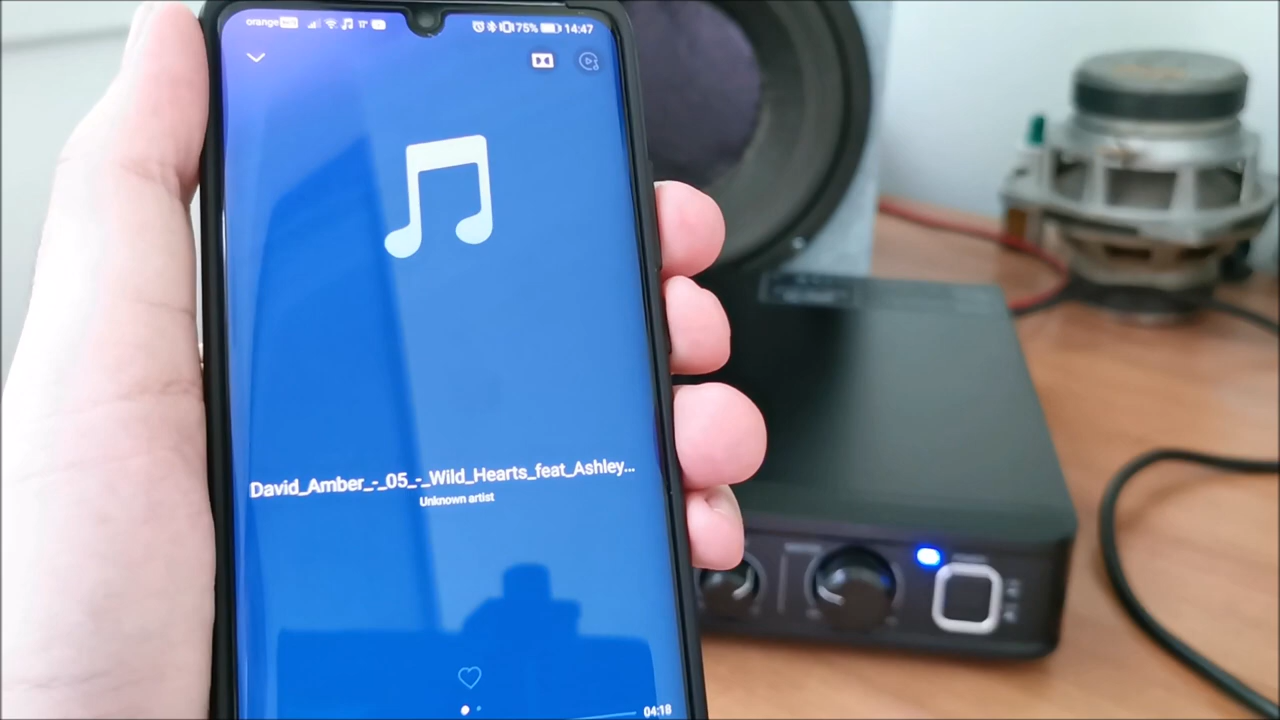 orange
75% 14:47
David_Amber_-_05_-_Wild_Hearts_feat_Ashley...
Unknown artist
04:18